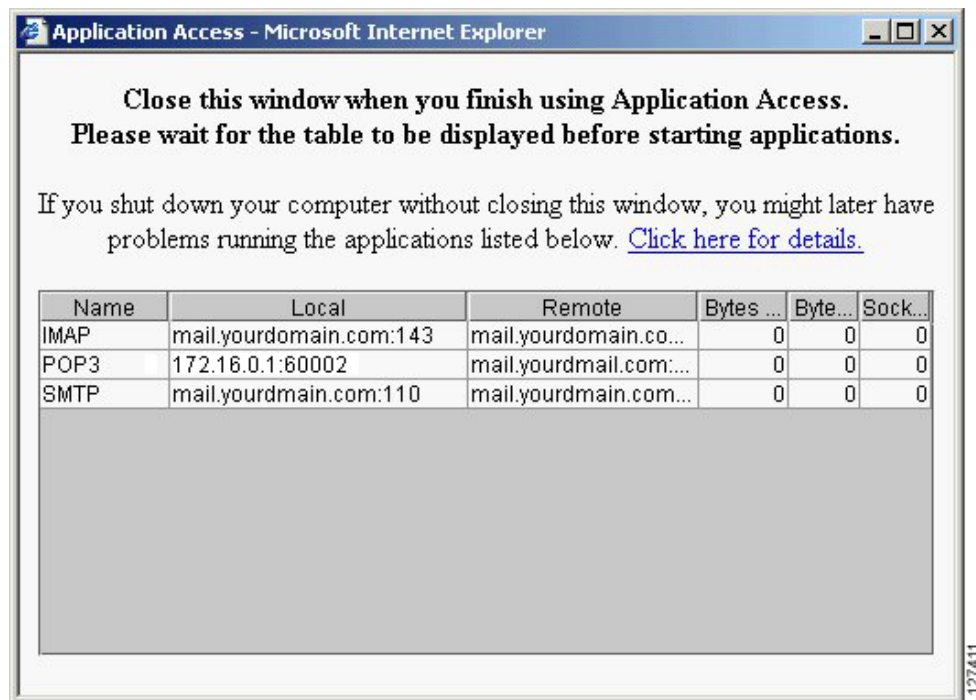 Application Access - Microsoft Internet Explorer
Close this window when you finish using Application Access.
Please wait for the table to be displayed before starting applications.
If you shut down your computer without closing this window, you might later have
problems running the applications listed below. Click here for details.
Name Local Remote Bytes ... Byte... Sock...
IMAP mail.yourdomain.com:143 mail.yourdomain.co... 0 0 0
POP3 172.16.0.1:60002 mail.yourdmail.com:... 0 0 0
SMTP mail.yourdmain.com:110 mail.yourdmain.com... 0 0 0
127411